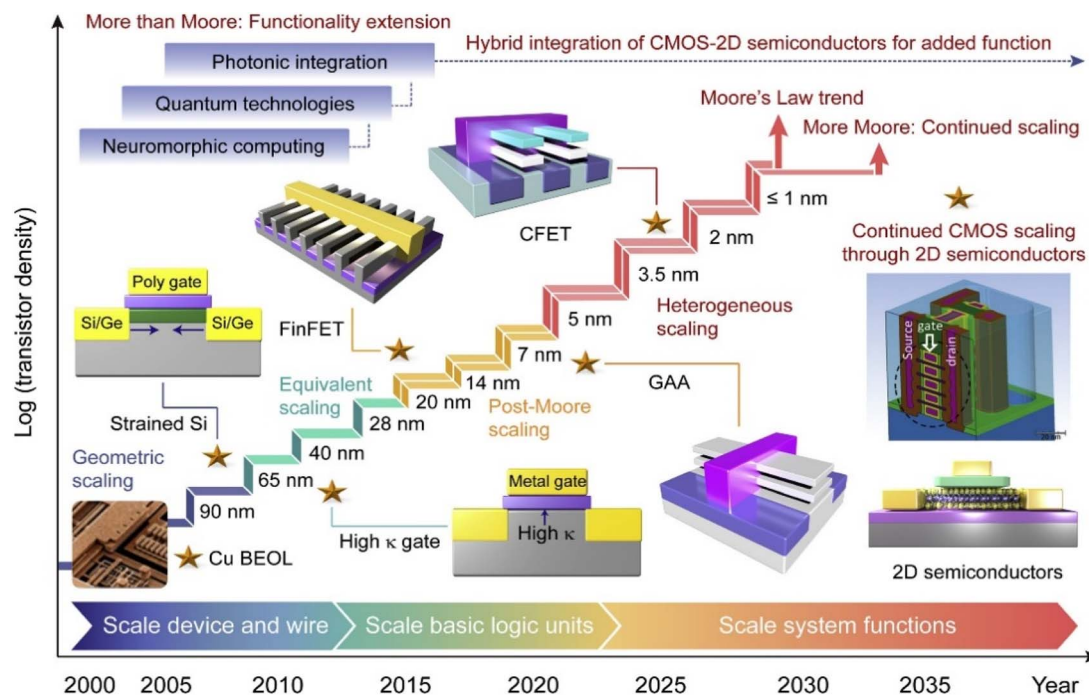 More than Moore: Functionality extension
Hybrid integration of CMOS-2D semiconductors for added function
Photonic integration
Quantum technologies
Neuromorphic computing
Moore's Law trend
More Moore: Continued scaling
≤ 1 nm
2 nm
3.5 nm
5 nm
7 nm
14 nm
20 nm
28 nm
40 nm
65 nm
90 nm
CFET
Continued CMOS scaling
through 2D semiconductors
Heterogeneous
scaling
Poly gate
Si/Ge
Si/Ge
FinFET
Equivalent
scaling
Post-Moore
scaling
GAA
Source
gate
drain
Strained Si
Geometric
scaling
Metal gate
High κ
High κ gate
Cu BEOL
2D semiconductors
Log (transistor density)
Scale device and wire
Scale basic logic units
Scale system functions
2000
2005
2010
2015
2020
2025
2030
2035
Year